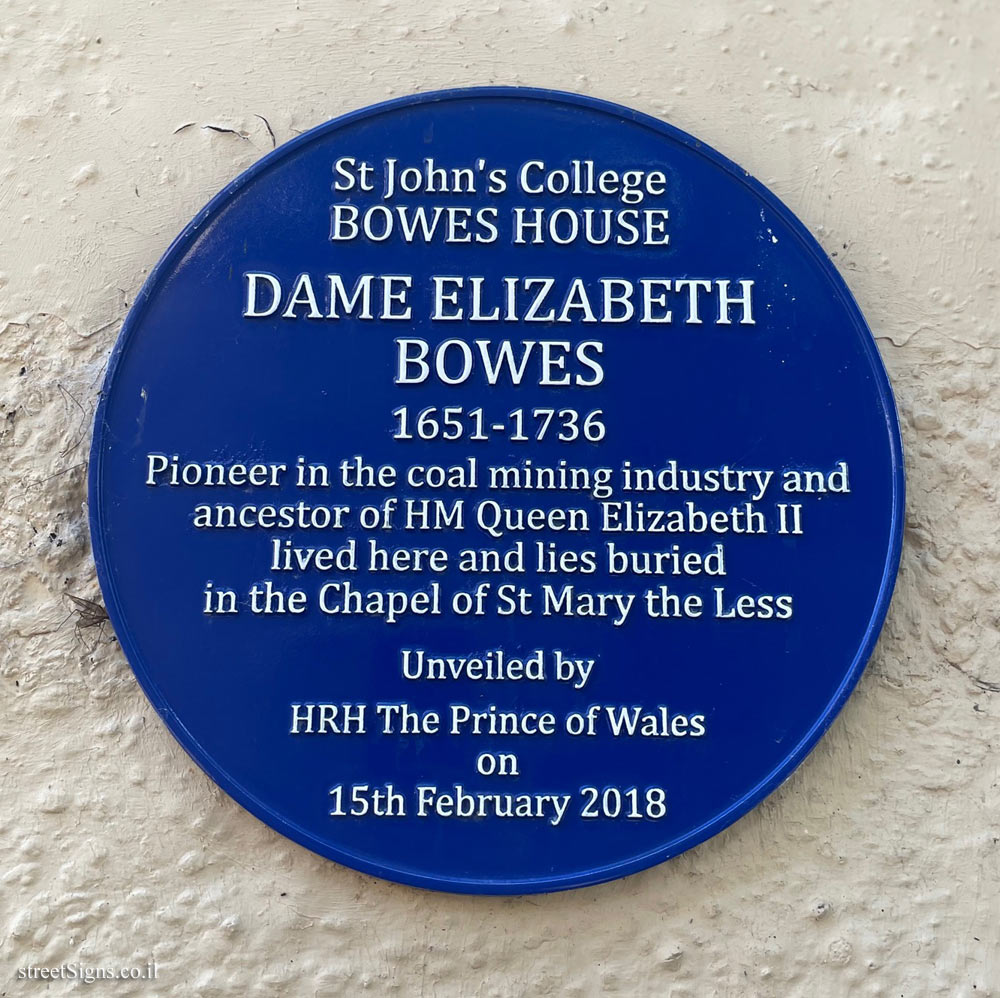 St John's College
BOWES HOUSE
DAME ELIZABETH
BOWES
1651-1736
Pioneer in the coal mining industry and
ancestor of HM Queen Elizabeth II
lived here and lies buried
in the Chapel of St Mary the Less
Unveiled by
HRH The Prince of Wales
on
15th February 2018
streetSigns.co.il